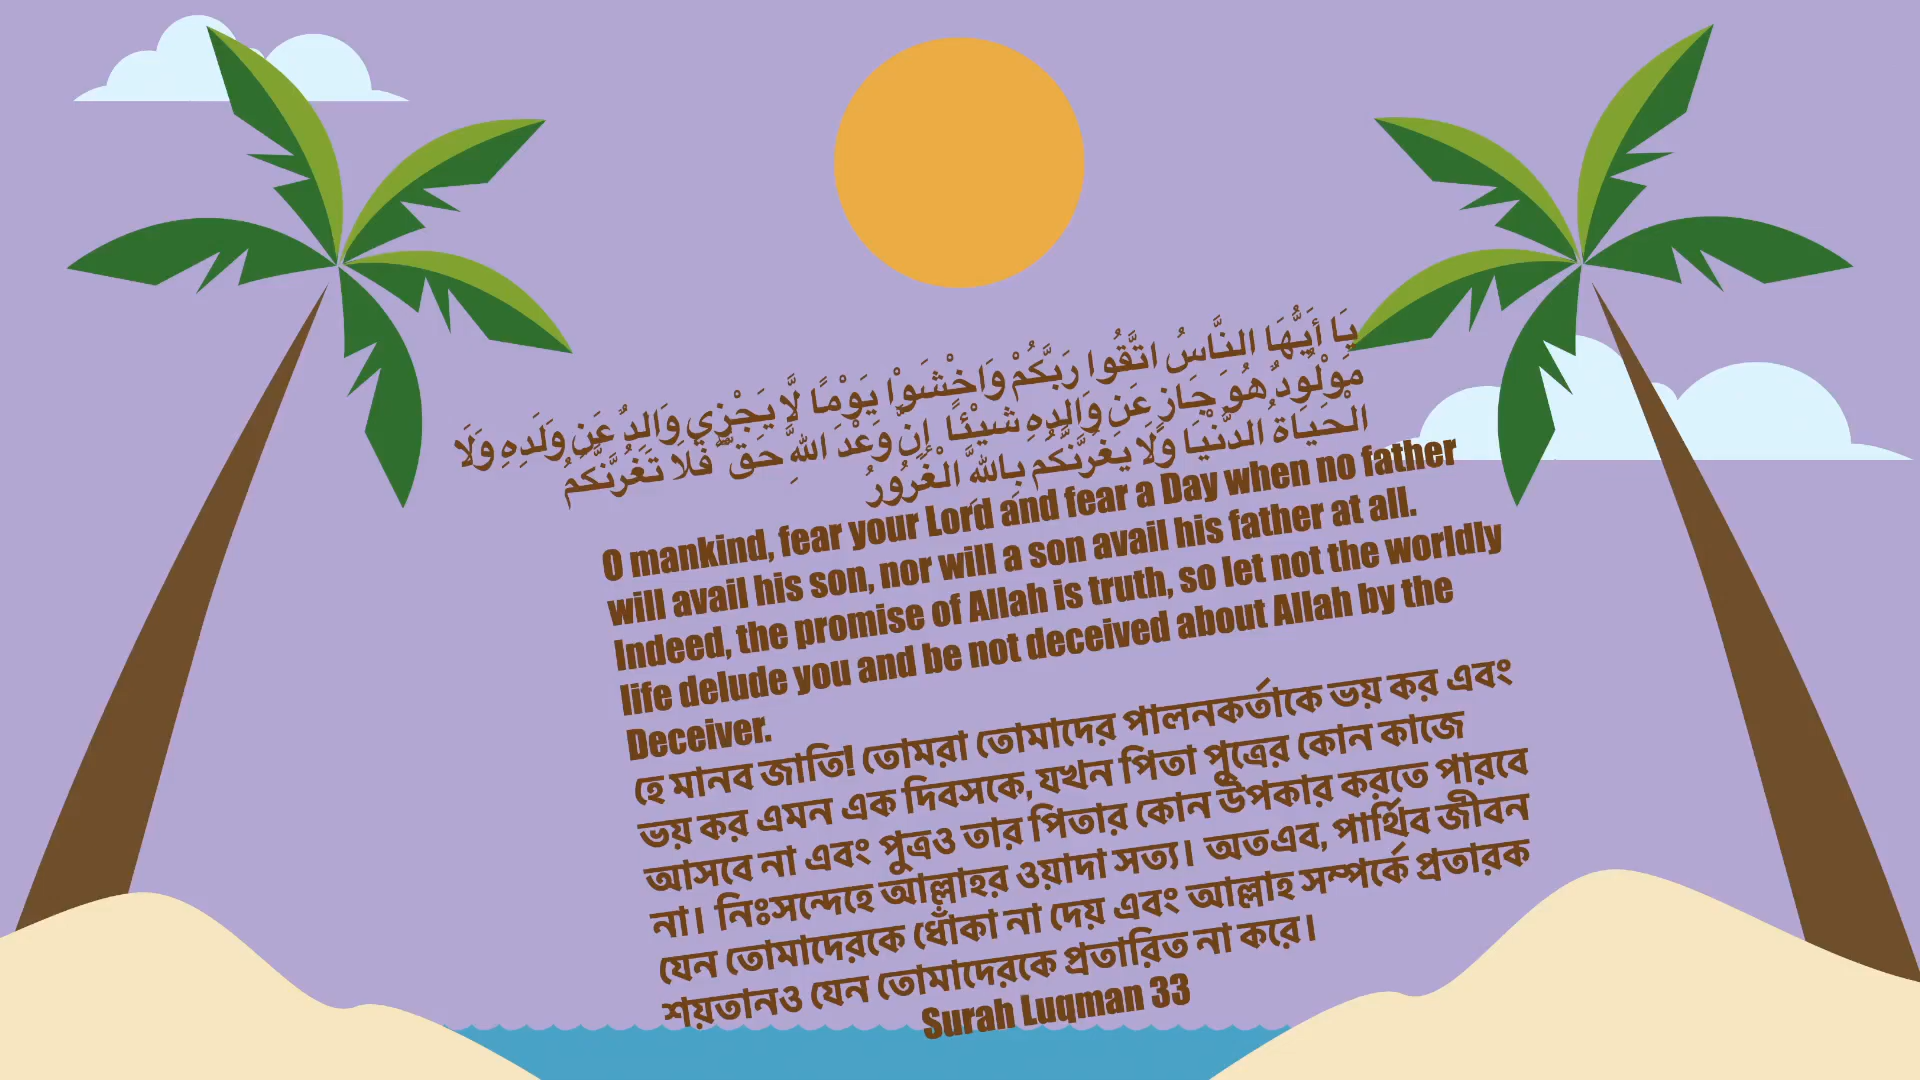 يَا أَيُّهَا النَّاسُ اتَّقُوا رَبَّكُمْ وَاخْشَوْا يَوْمًا لَّا يَجْزِي وَالِدٌ عَن وَلَدِهِ وَلَا
مَوْلُودٌ هُوَ جَازٍ عَن وَالِدِهِ شَيْئًا إِنَّ وَعْدَ اللَّهِ حَقٌّ فَلَا تَغُرَّنَّكُمُ
الْحَيَاةُ الدُّنْيَا وَلَا يَغُرَّنَّكُم بِاللَّهِ الْغَرُورُ
O mankind, fear your Lord and fear a Day when no father
will avail his son, nor will a son avail his father at all.
Indeed, the promise of Allah is truth, so let not the worldly
life delude you and be not deceived about Allah by the
Deceiver.
হে মানব জাতি! তোমরা তোমাদের পালনকর্তাকে ভয় কর এবং
ভয় কর এমন এক দিবসকে, যখন পিতা পুত্রের কোন কাজে
আসবে না এবং পুত্রও তার পিতার কোন উপকার করতে পারবে
না। নিঃসন্দেহে আল্লাহর ওয়াদা সত্য। অতএব, পার্থিব জীবন
যেন তোমাদেরকে ধোঁকা না দেয় এবং আল্লাহ সম্পর্কে প্রতারক
শয়তানও যেন তোমাদেরকে প্রতারিত না করে।
Surah Luqman 33